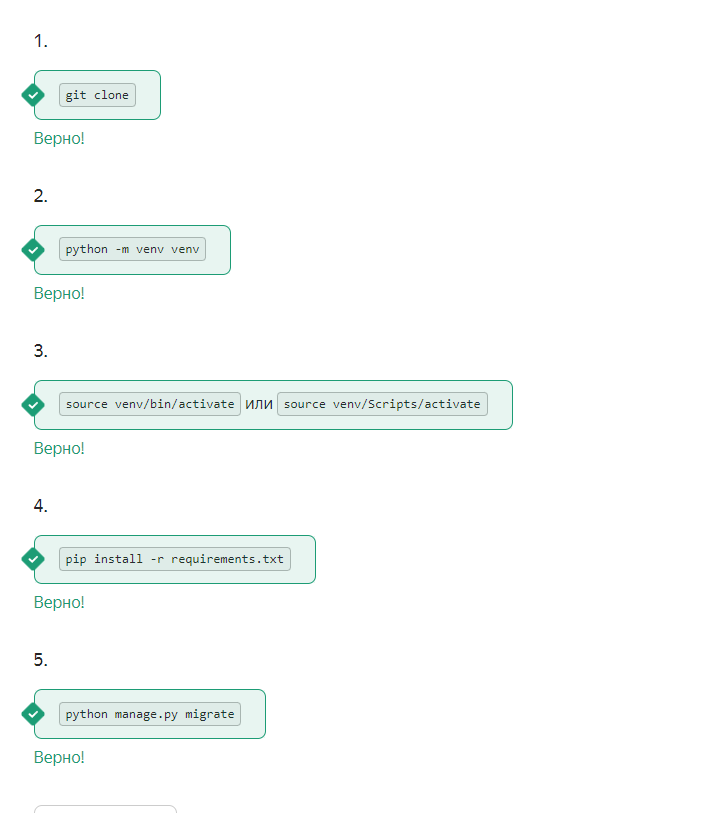 1.
git clone
Верно!
2.
python -m venv venv
Верно!
3.
source venv/bin/activate или source venv/Scripts/activate
Верно!
4.
pip install -r requirements.txt
Верно!
5.
python manage.py migrate
Верно!